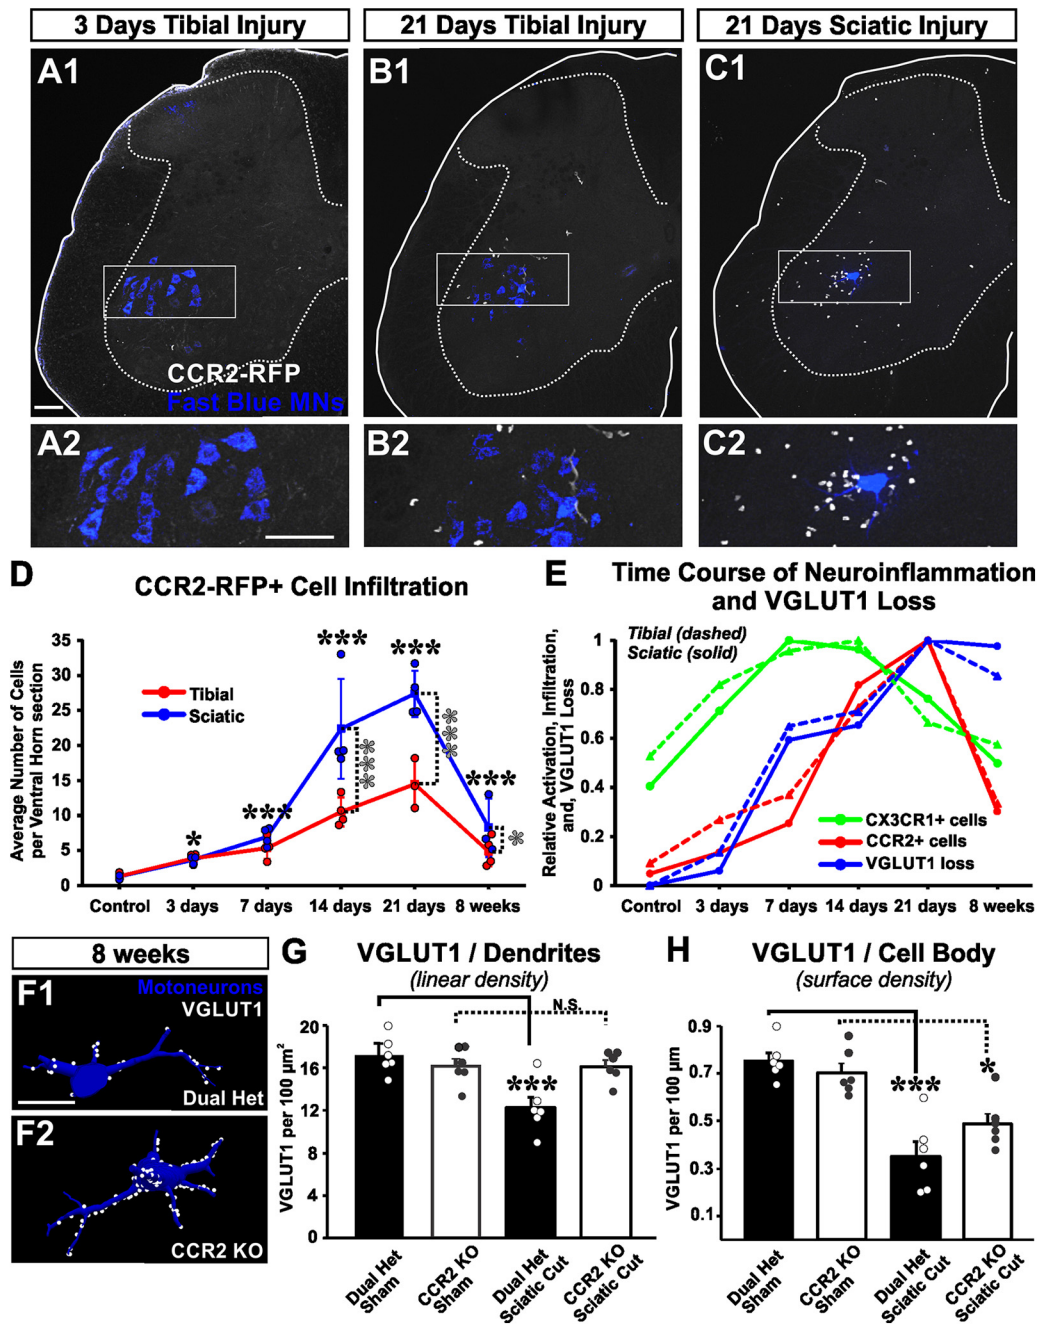 3 Days Tibial Injury
21 Days Tibial Injury
21 Days Sciatic Injury
A1
B1
C1
CCR2-RFP
Fast Blue MNs
A2
B2
C2
D
CCR2-RFP+ Cell Infiltration
Average Number of Cells
per Ventral Horn section
35
30
25
20
15
10
5
0
Tibial
Sciatic
***
***
***
***
*
***
***
*
Control
3 days
7 days
14 days
21 days
8 weeks
E
Time Course of Neuroinflammation
and VGLUT1 Loss
Tibial (dashed)
Sciatic (solid)
Relative Activation, Infiltration,
and, VGLUT1 Loss
1
0.8
0.6
0.4
0.2
0
CX3CR1+ cells
CCR2+ cells
VGLUT1 loss
Control
3 days
7 days
14 days
21 days
8 weeks
8 weeks
F1
Motoneurons
VGLUT1
Dual Het
F2
CCR2 KO
G
VGLUT1 / Dendrites
(linear density)
N.S.
VGLUT1 per 100 µm²
20
16
12
8
4
0
***
Dual Het
Sham
CCR2 KO
Sham
Dual Het
Sciatic Cut
CCR2 KO
Sciatic Cut
H
VGLUT1 / Cell Body
(surface density)
VGLUT1 per 100 µm
0.9
0.7
0.5
0.3
0.1
***
*
Dual Het
Sham
CCR2 KO
Sham
Dual Het
Sciatic Cut
CCR2 KO
Sciatic Cut